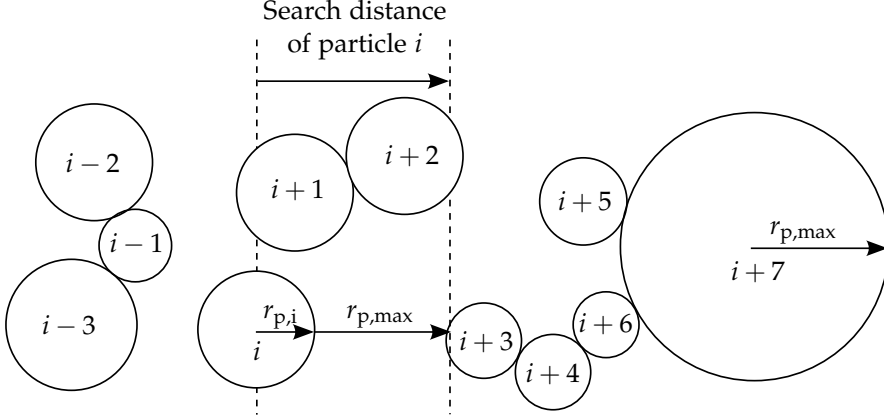 Search distance
of particle i
i − 2
i + 2
i + 1
i + 5
i − 1
r_p,max
i + 7
r_p,i
r_p,max
i − 3
i + 6
i
i + 3
i + 4